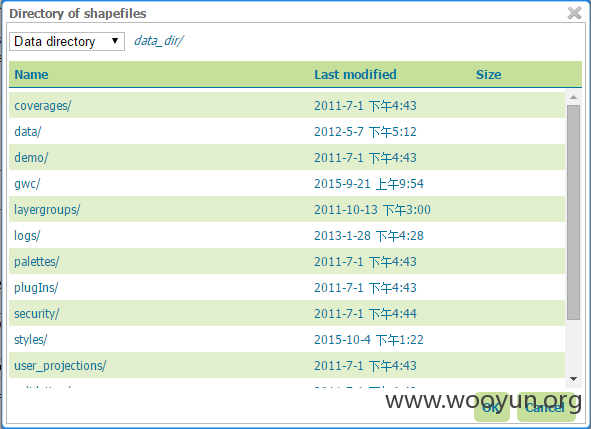 Directory of shapefiles
Data directory data_dir/
Name Last modified Size
coverages/ 2011-7-1 下午4:43
data/ 2012-5-7 下午5:12
demo/ 2011-7-1 下午4:43
gwc/ 2015-9-21 上午9:54
layergroups/ 2011-10-13 下午3:00
logs/ 2013-1-28 下午4:28
palettes/ 2011-7-1 下午4:43
plugIns/ 2011-7-1 下午4:43
security/ 2011-7-1 下午4:44
styles/ 2015-10-4 下午1:22
user_projections/ 2011-7-1 下午4:43
OK Cancel
www.wooyun.org